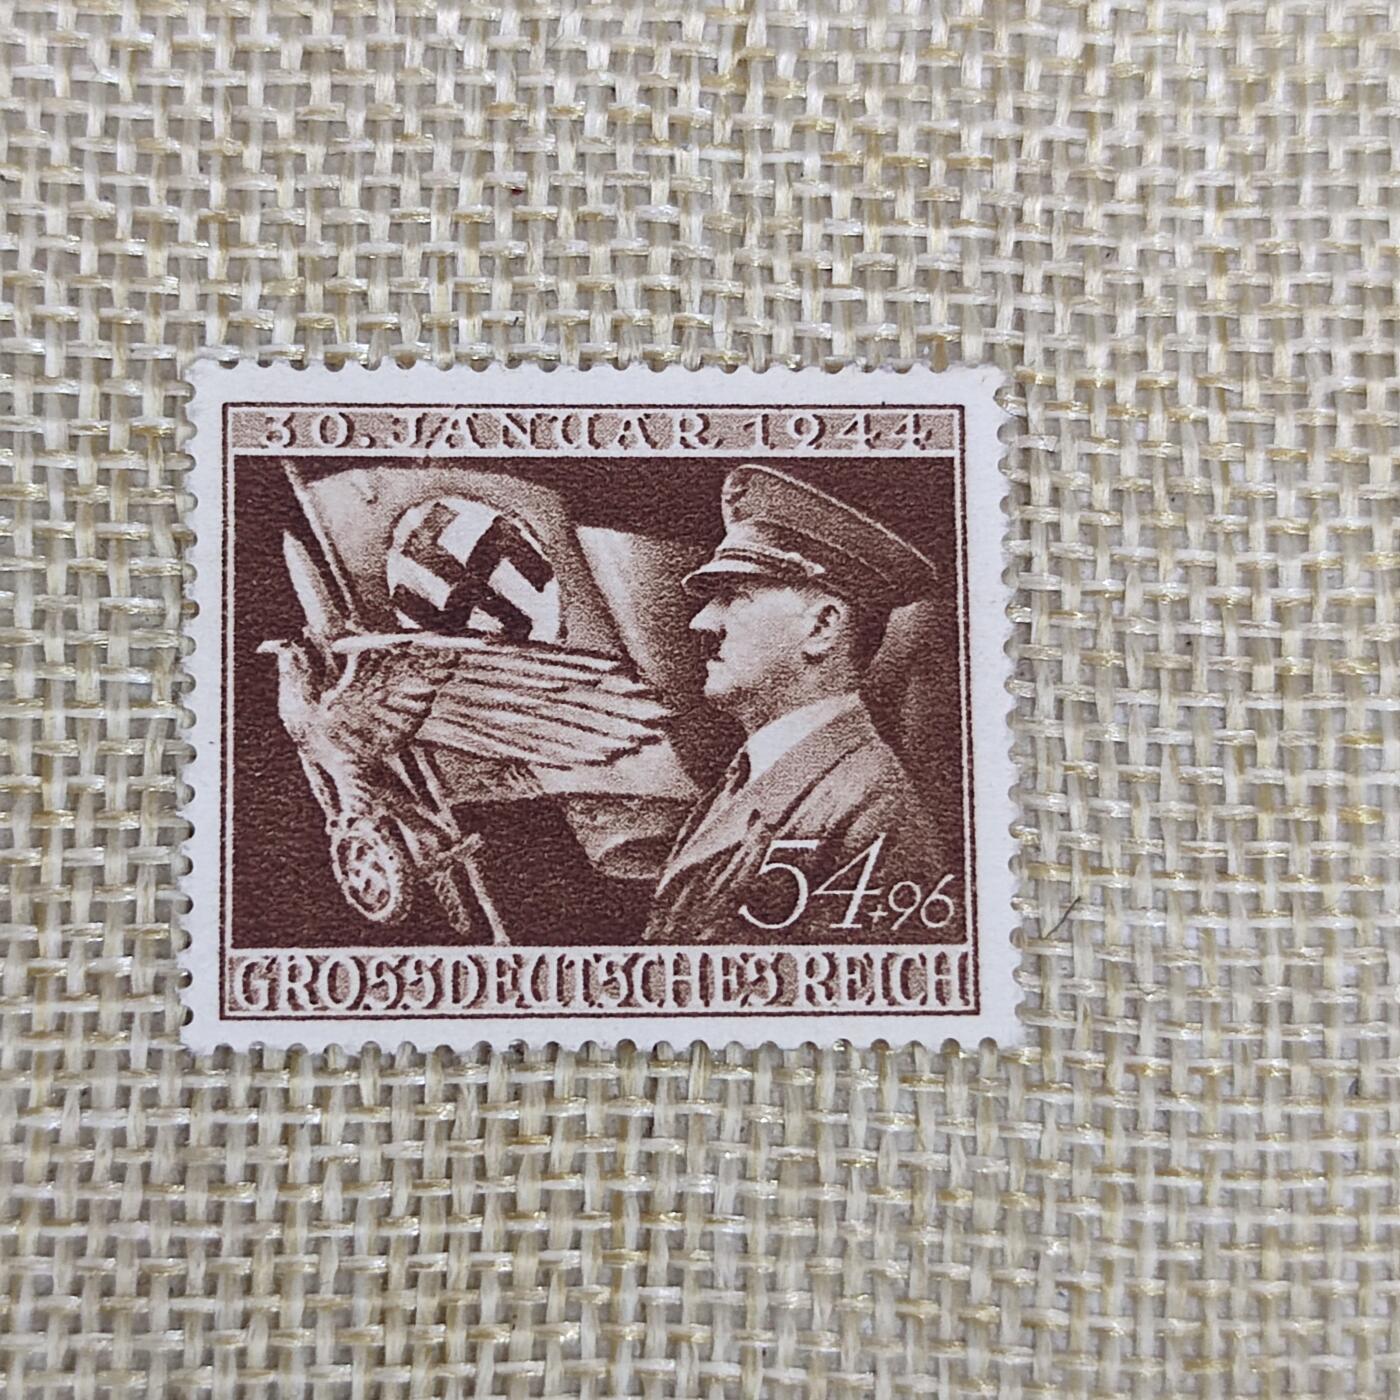 30. JANUAR 1944
54+96
GROSSDEUTSCHES REICH